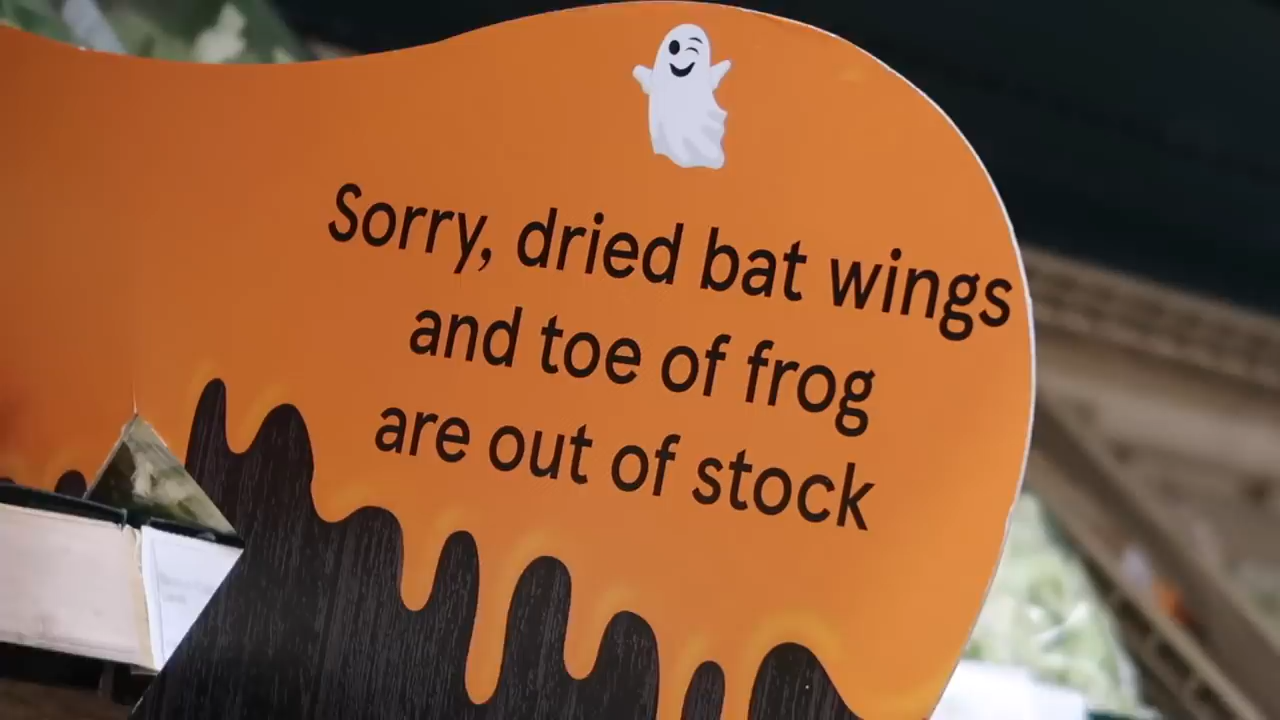 Sorry, dried bat wings
and toe of frog
are out of stock